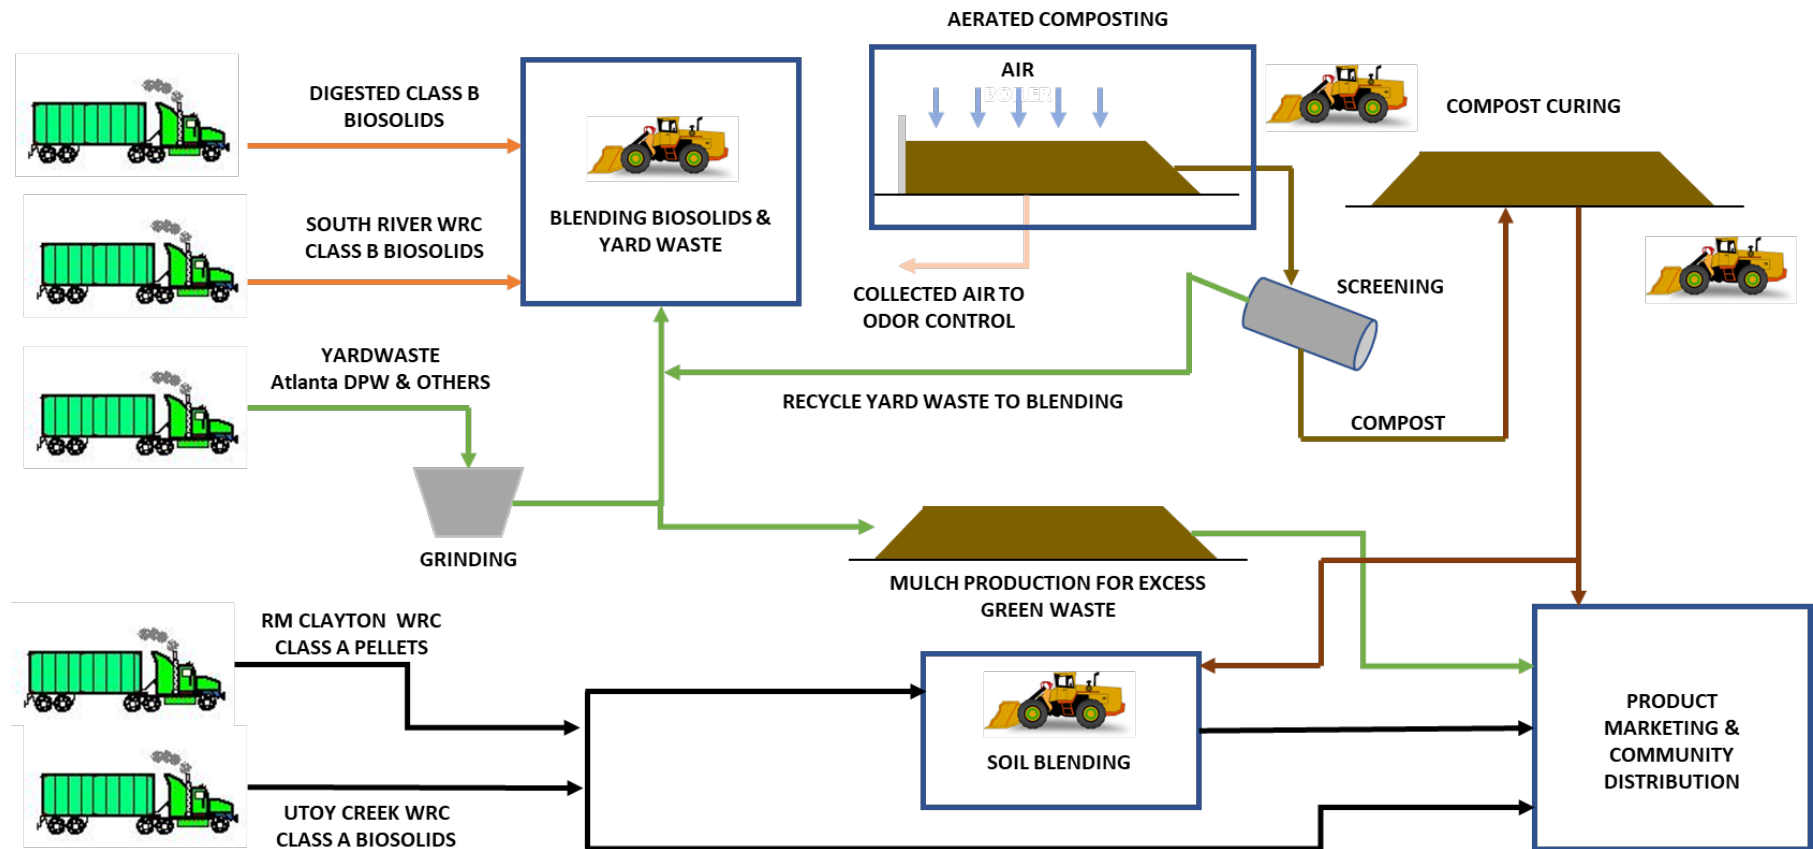 AERATED COMPOSTING
DIGESTED CLASS B
BIOSOLIDS
AIR
BOILER
COMPOST CURING
BLENDING BIOSOLIDS &
YARD WASTE
SOUTH RIVER WRC
CLASS B BIOSOLIDS
COLLECTED AIR TO
ODOR CONTROL
SCREENING
YARDWASTE
Atlanta DPW & OTHERS
RECYCLE YARD WASTE TO BLENDING
COMPOST
GRINDING
MULCH PRODUCTION FOR EXCESS
GREEN WASTE
RM CLAYTON  WRC
CLASS A PELLETS
SOIL BLENDING
PRODUCT
MARKETING &
COMMUNITY
DISTRIBUTION
UTOY CREEK WRC
CLASS A BIOSOLIDS